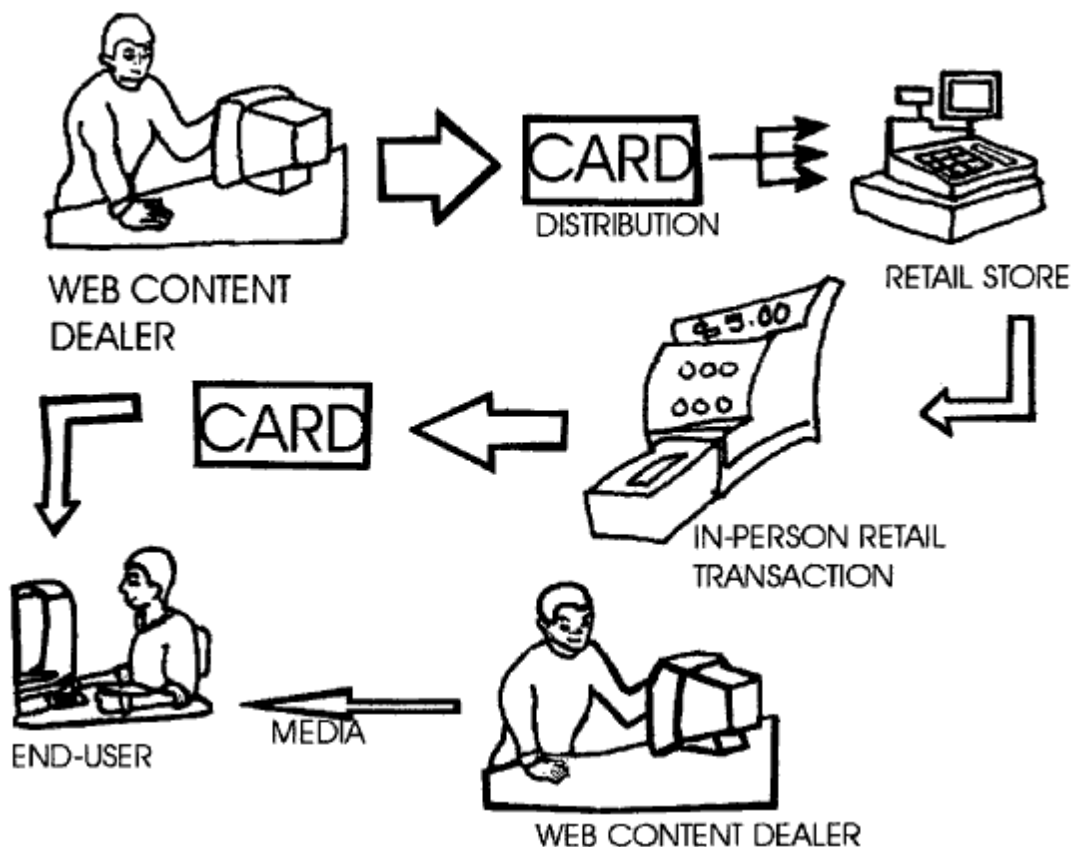 CARD
DISTRIBUTION
RETAIL STORE
WEB CONTENT
DEALER
$5.00
CARD
IN-PERSON RETAIL
TRANSACTION
MEDIA
END-USER
WEB CONTENT DEALER